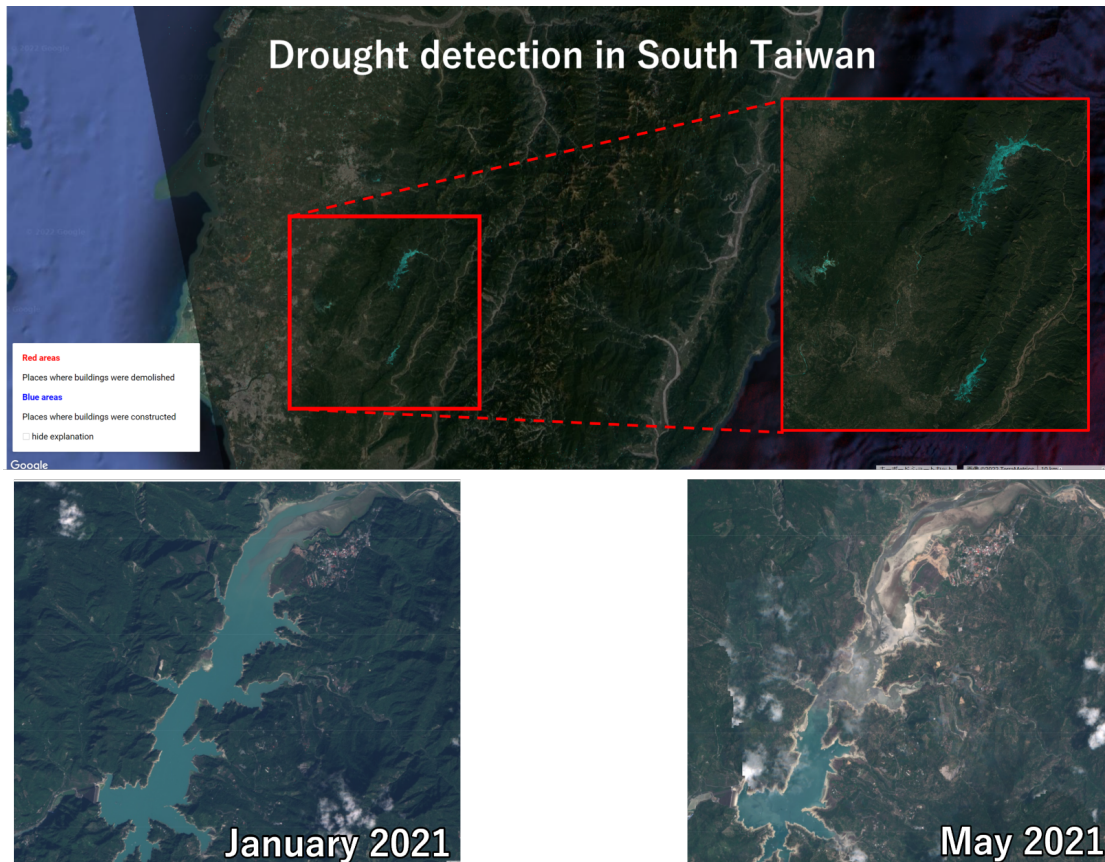 Drought detection in South Taiwan
Red areas
Places where buildings were demolished
Blue areas
Places where buildings were constructed
hide explanation
Google
January 2021
May 2021